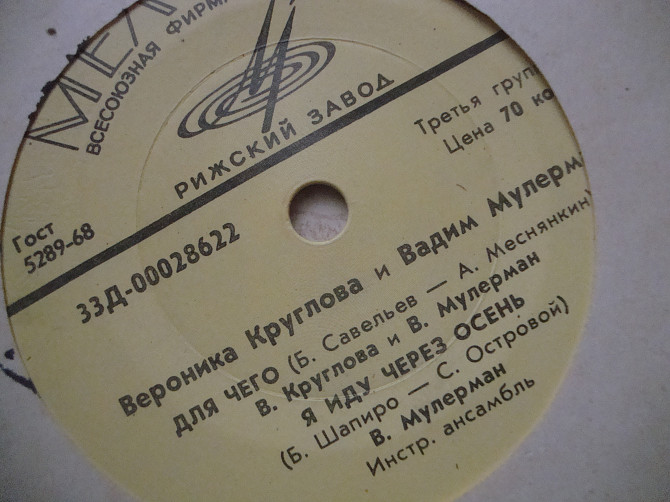 МЕЛ
ВСЕСОЮЗНАЯ ФИРМА
РИЖСКИЙ ЗАВОД
Третья груп
Цена 70 ко
Гост
5289-68
33Д-00028622
Вероника Круглова и Вадим Мулерм
ДЛЯ ЧЕГО (Б. Савельев — А. Меснянкин)
В. Круглова и В. Мулерман
Я ИДУ ЧЕРЕЗ ОСЕНЬ
(Б. Шапиро — С. Островой)
В. Мулерман
Инстр. ансамбль